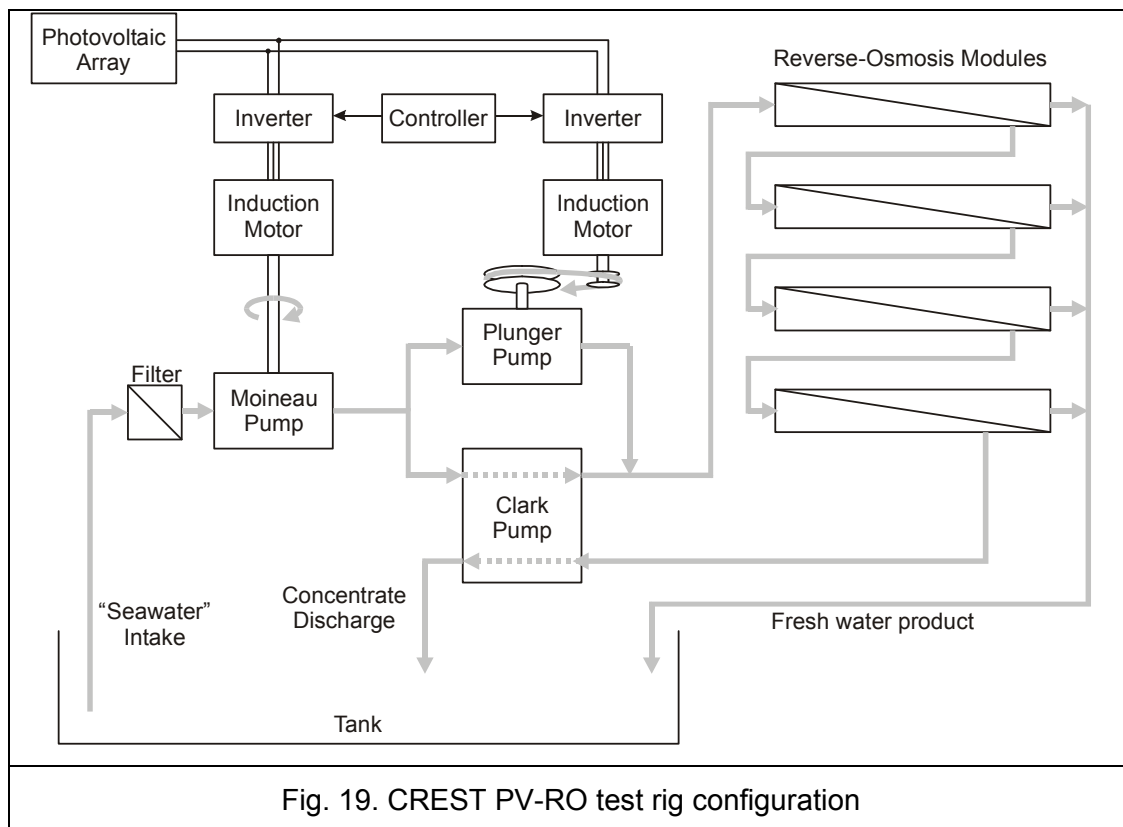 Photovoltaic
Array
Reverse-Osmosis Modules
Inverter
Controller
Inverter
Induction
Motor
Induction
Motor
Plunger
Pump
Filter
Moineau
Pump
Clark
Pump
"Seawater"
Intake
Concentrate
Discharge
Fresh water product
Tank
Fig. 19. CREST PV-RO test rig configuration